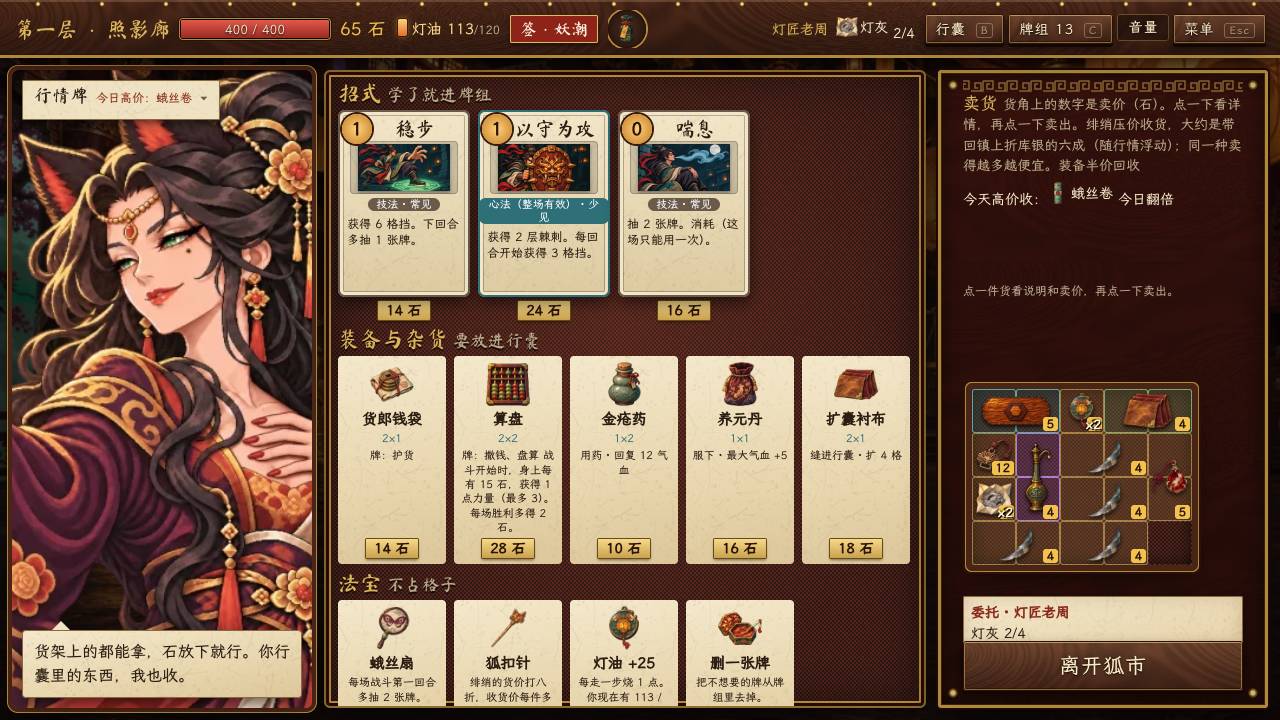 第一层 · 照影廊
400 / 400
65 石
灯油 113/120
签 · 妖潮
灯匠老周 灯灰 2/4
行囊 B
牌组 13 C
音量
菜单 Esc
行情牌 今日高价：蛾丝卷
货架上的都能拿，石放下就行。你行
囊里的东西，我也收。
招式 学了就进牌组
1 稳步
技法 · 常见
获得 6 格挡。下回合
多抽 1 张牌。
14 石
1 以守为攻
心法（整场有效） · 少
见
获得 2 层棘刺。每回
合开始获得 3 格挡。
24 石
0 喘息
技法 · 常见
抽 2 张牌。消耗（这
场只能用一次）。
16 石
装备与杂货 要放进行囊
货郎钱袋
2×1
牌：护货
14 石
算盘
2×2
牌：撒钱、盘算 战
斗开始时，身上每
有 15 石，获得 1
点力量（最多 3）。
每场胜利多得 2
石。
28 石
金疮药
1×2
用药 · 回复 12 气
血
10 石
养元丹
1×1
服下 · 最大气血 +5
16 石
扩囊衬布
2×1
缝进行囊 · 扩 4 格
18 石
法宝 不占格子
蛾丝扇
每场战斗第一回合
多抽 2 张牌。
狐扣针
绯绡的货价打八
折，收货价每件多
灯油 +25
每走一步烧 1 点。
你现在有 113 /
删一张牌
把不想要的牌从牌
组里去掉。
卖货 货角上的数字是卖价（石）。点一下看详
情，再点一下卖出。绯绡压价收货，大约是带
回镇上折库银的六成（随行情浮动）；同一种卖
得越多越便宜。装备半价回收
今天高价收： 蛾丝卷 今日翻倍
点一件货看说明和卖价，再点一下卖出。
5 x2 4
12 4
x2 4 4 5
4 4
委托 · 灯匠老周
灯灰 2/4
离开狐市